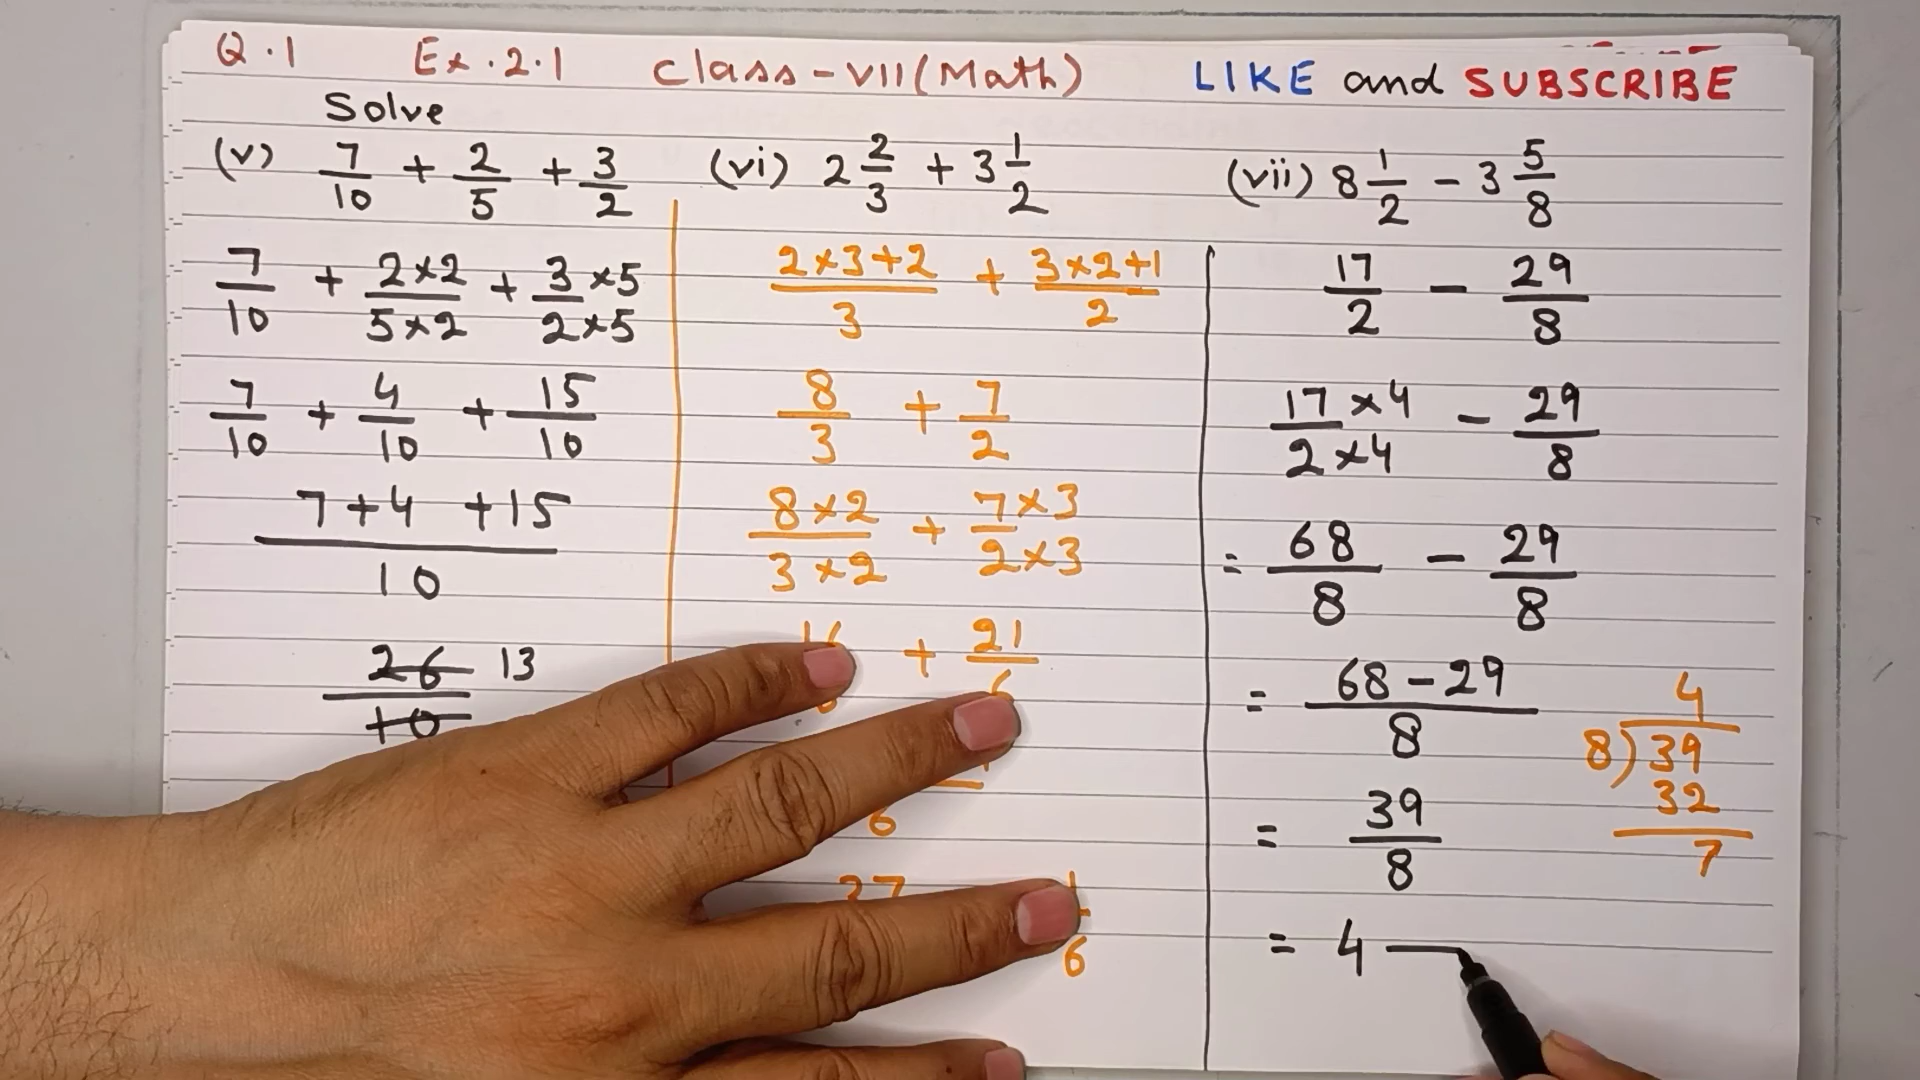 Q.1 Ex.2.1 Class-VII(Math) LIKE and SUBSCRIBE
Solve
(v) 7/10 + 2/5 + 3/2
7/10 + 2×2/5×2 + 3×5/2×5
7/10 + 4/10 + 15/10
7+4+15/10
26/10 13
(vi) 2 2/3 + 3 1/2
2×3+2/3 + 3×2+1/2
8/3 + 7/2
8×2/3×2 + 7×3/2×3
+ 21/6
6
37
6
(vii) 8 1/2 - 3 5/8
17/2 - 29/8
17×4/2×4 - 29/8
= 68/8 - 29/8
= 68-29/8
= 39/8
= 4
4
8)39
32
7